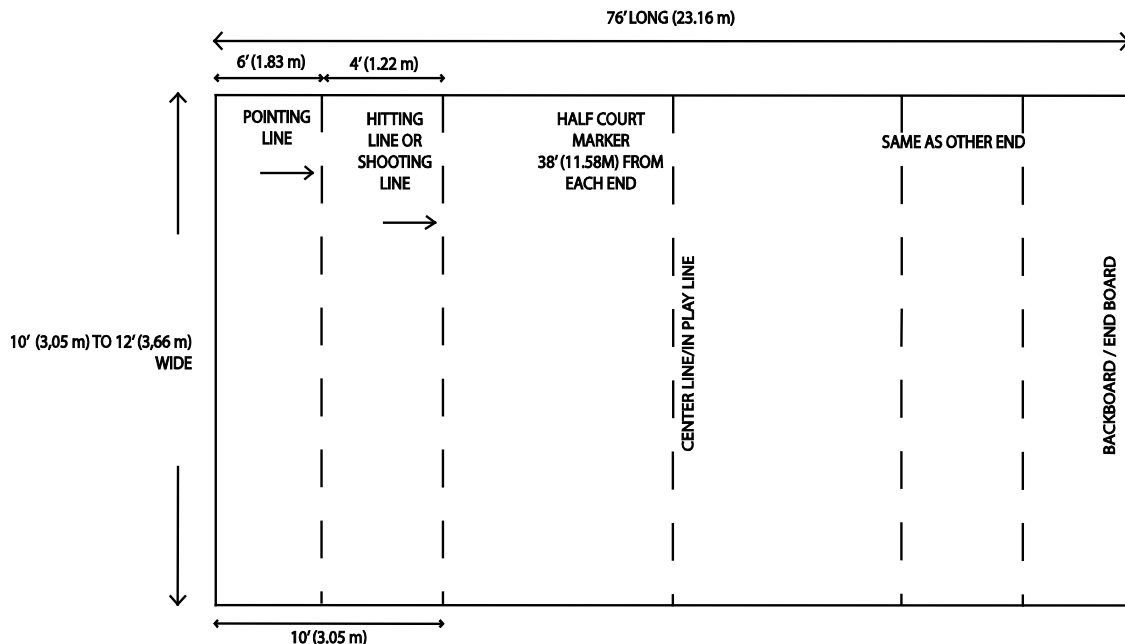 76' LONG (23.16 m)
6' (1.83 m)
4' (1.22 m)
POINTING
LINE
HITTING
LINE OR
SHOOTING
LINE
HALF COURT
MARKER
38' (11.58M) FROM
EACH END
SAME AS OTHER END
CENTER LINE/IN PLAY LINE
BACKBOARD / END BOARD
10' (3,05 m) TO 12' (3,66 m)
WIDE
10' (3.05 m)